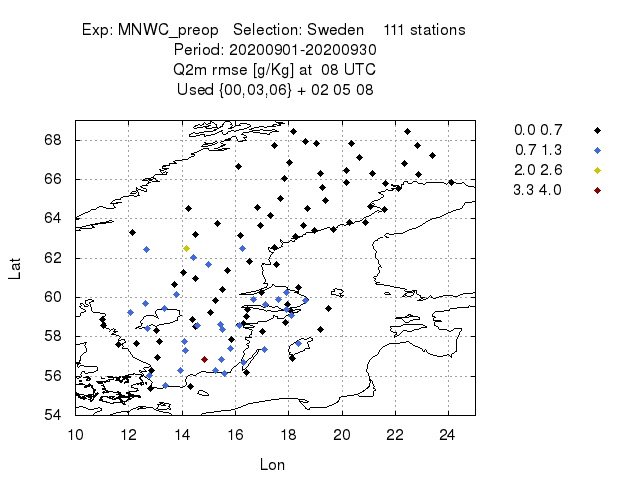 Exp: MNWC_preop   Selection: Sweden    111 stations
Period: 20200901-20200930
Q2m rmse [g/Kg] at  08 UTC
Used {00,03,06} + 02 05 08
0.0 0.7
0.7 1.3
2.0 2.6
3.3 4.0
68
66
64
62
60
58
56
54
Lat
10 12 14 16 18 20 22 24
Lon